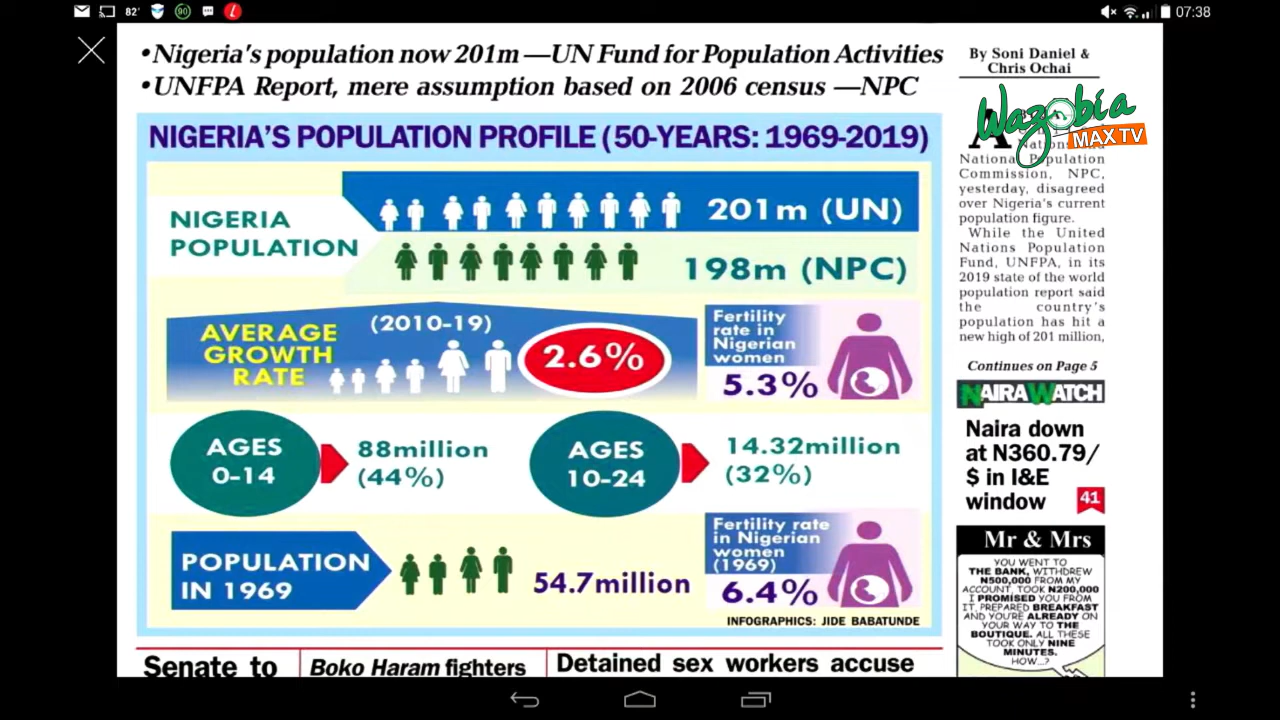 82°
90
07:38
•Nigeria's population now 201m —UN Fund for Population Activities
•UNFPA Report, mere assumption based on 2006 census —NPC
NIGERIA'S POPULATION PROFILE (50-YEARS: 1969-2019)
NIGERIA
POPULATION
201m (UN)
198m (NPC)
AVERAGE
GROWTH
RATE
(2010-19)
2.6%
Fertility
rate in
Nigerian
women
5.3%
AGES
0-14
88million
(44%)
AGES
10-24
14.32million
(32%)
POPULATION
IN 1969
54.7million
Fertility rate
in Nigerian
women
(1969)
6.4%
INFOGRAPHICS: JIDE BABATUNDE
Senate to
Boko Haram fighters
Detained sex workers accuse
By Soni Daniel &
Chris Ochai
Wazobia
MAX TV
National Population
Commission, NPC,
yesterday, disagreed
over Nigeria's current
population figure.
While the United
Nations Population
Fund, UNFPA, in its
2019 state of the world
population report said
the country's
population has hit a
new high of 201 million,
Continues on Page 5
NAIRA WATCH
Naira down
at N360.79/
$ in I&E
window
41
Mr & Mrs
YOU WENT TO
THE BANK, WITHDREW
N500,000 FROM MY
ACCOUNT, TOOK N200,000
I PROMISED YOU FROM
IT, PREPARED BREAKFAST
AND YOU'RE ALREADY ON
YOUR WAY TO THE
BOUTIQUE. ALL THESE
TOOK ONLY NINE
MINUTES.
HOW...?